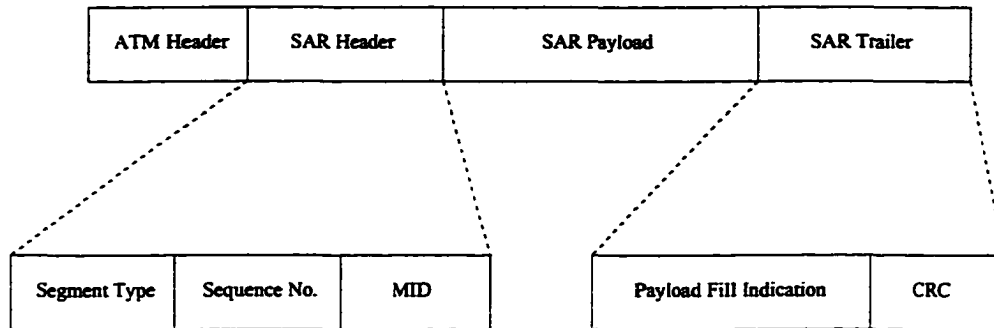 ATM Header SAR Header SAR Payload SAR Trailer
Segment Type Sequence No. MID Payload Fill Indication CRC